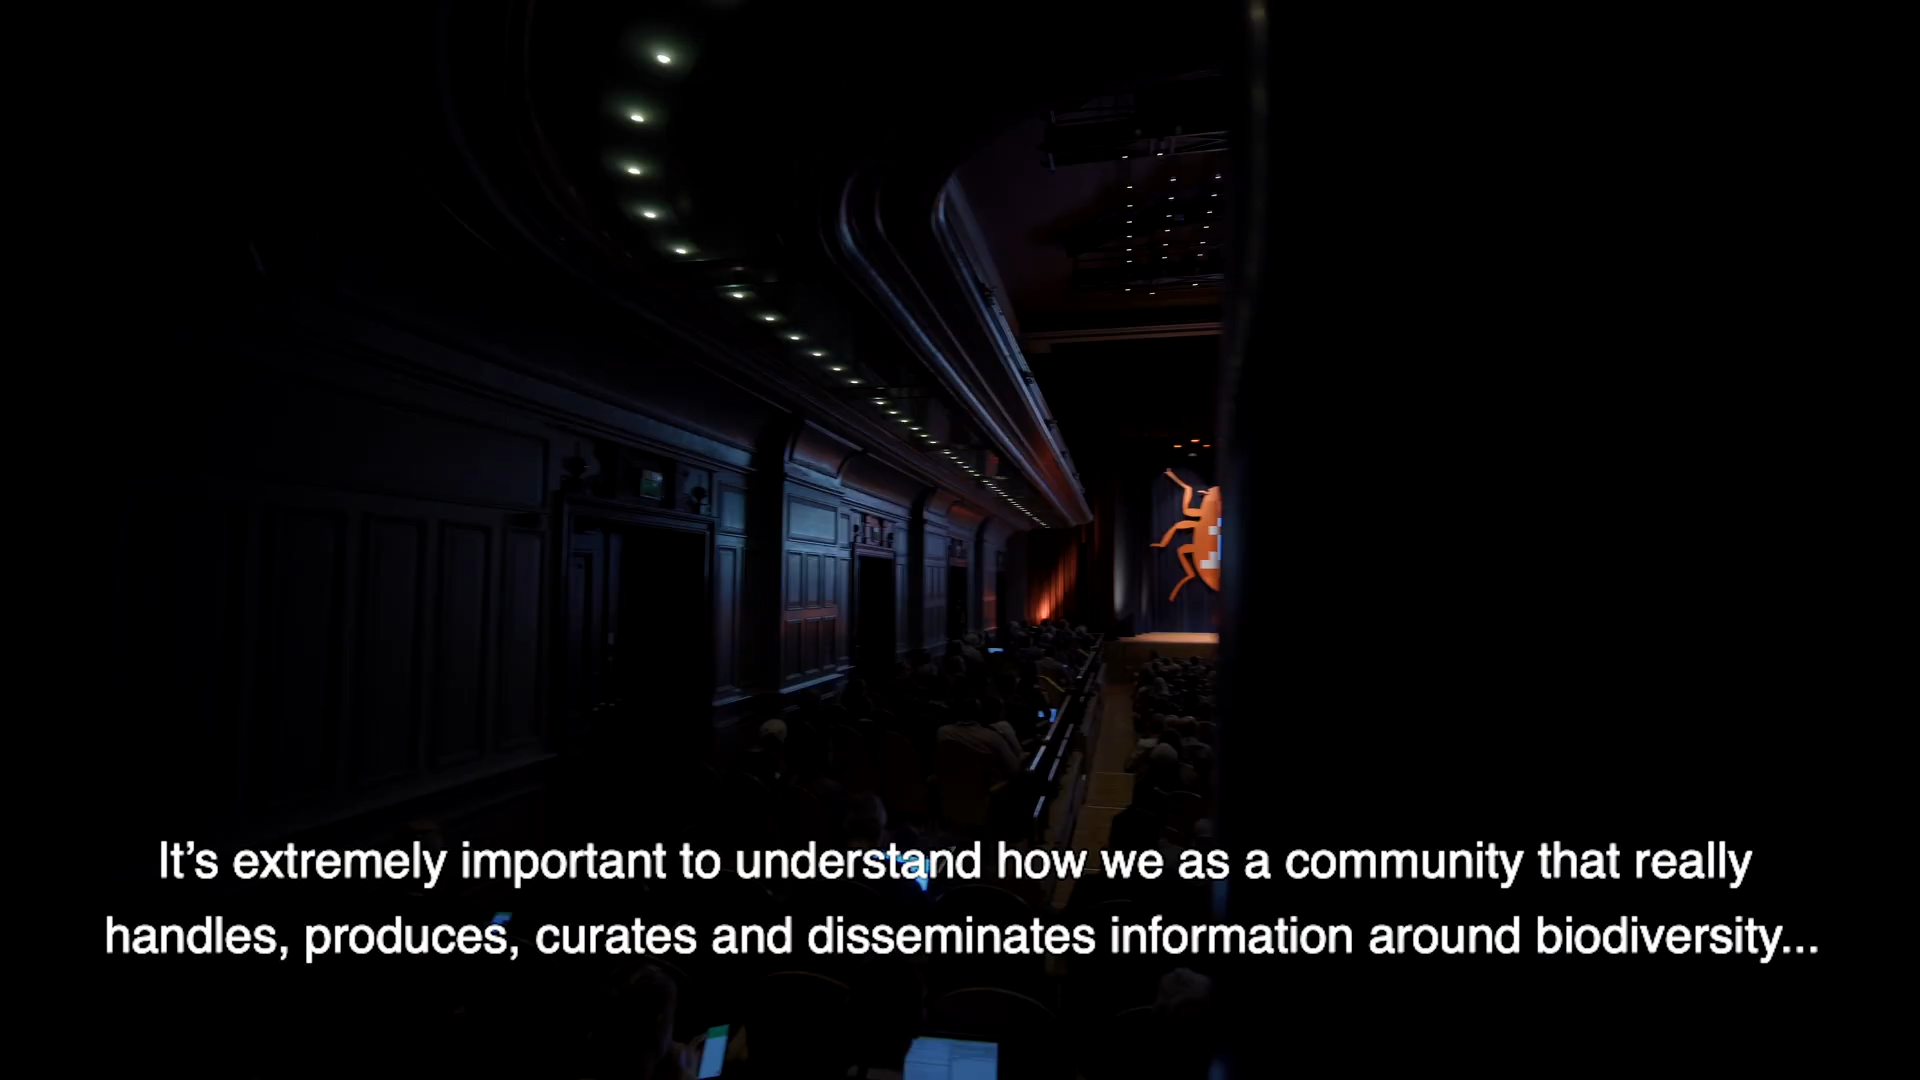 It’s extremely important to understand how we as a community that really
handles, produces, curates and disseminates information around biodiversity...